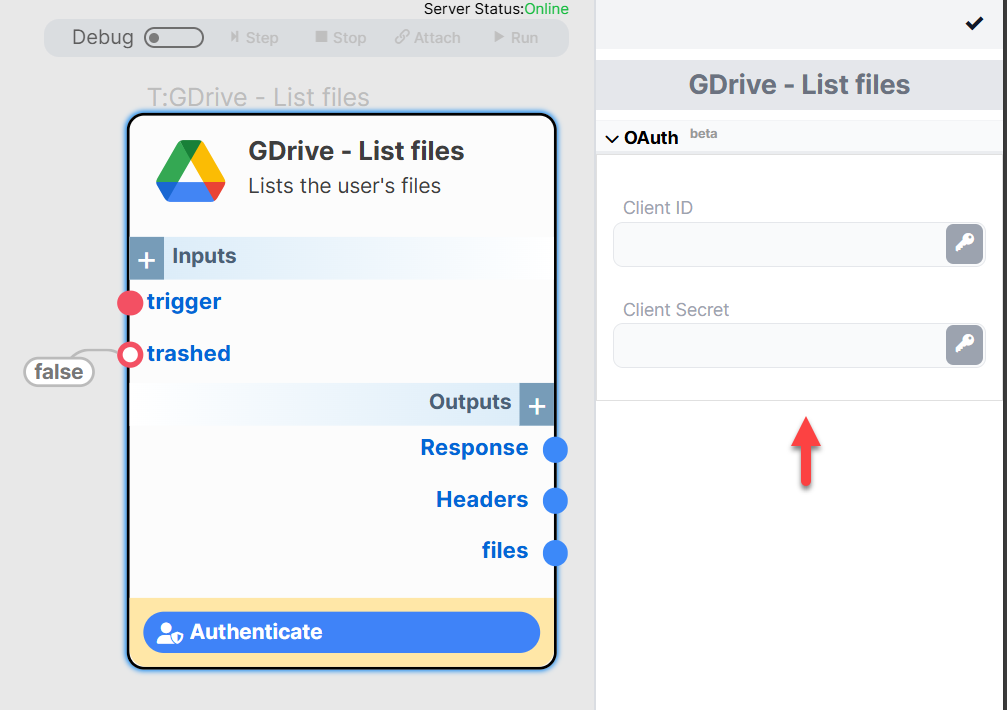 Server Status:Online
Debug Step Stop Attach Run
T:GDrive - List files
GDrive - List files
Lists the user's files
Inputs
trigger
trashed
false
Outputs
Response
Headers
files
Authenticate
GDrive - List files
OAuth beta
Client ID
Client Secret